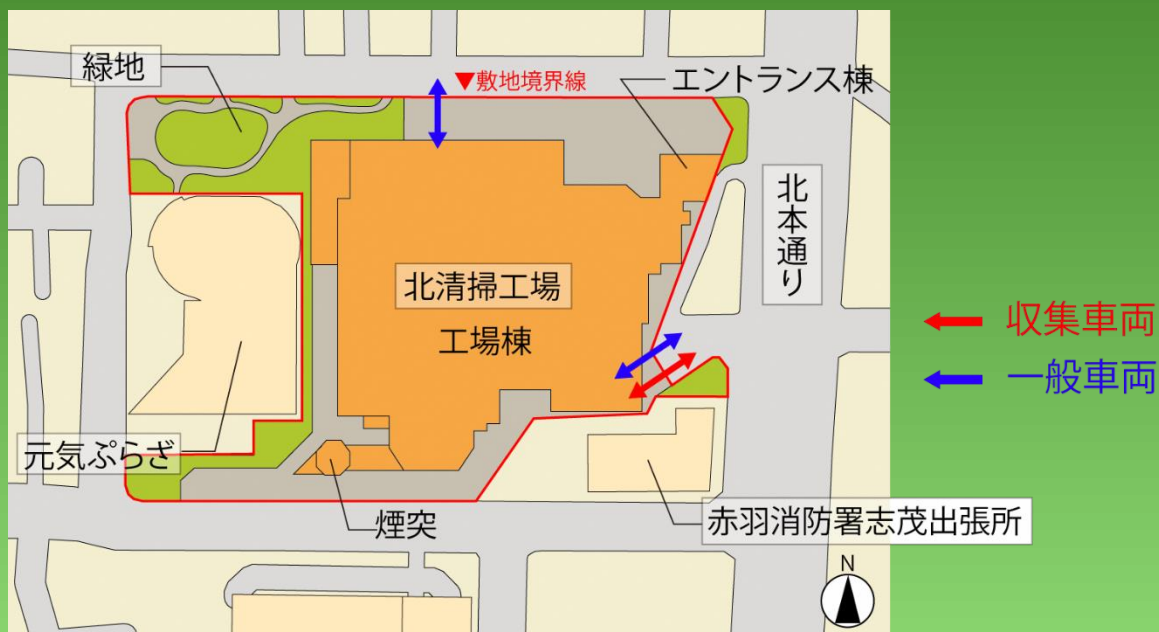 緑地
▼敷地境界線
エントランス棟
北本通り
北清掃工場
工場棟
収集車両
一般車両
元気ぷらざ
煙突
赤羽消防署志茂出張所
N